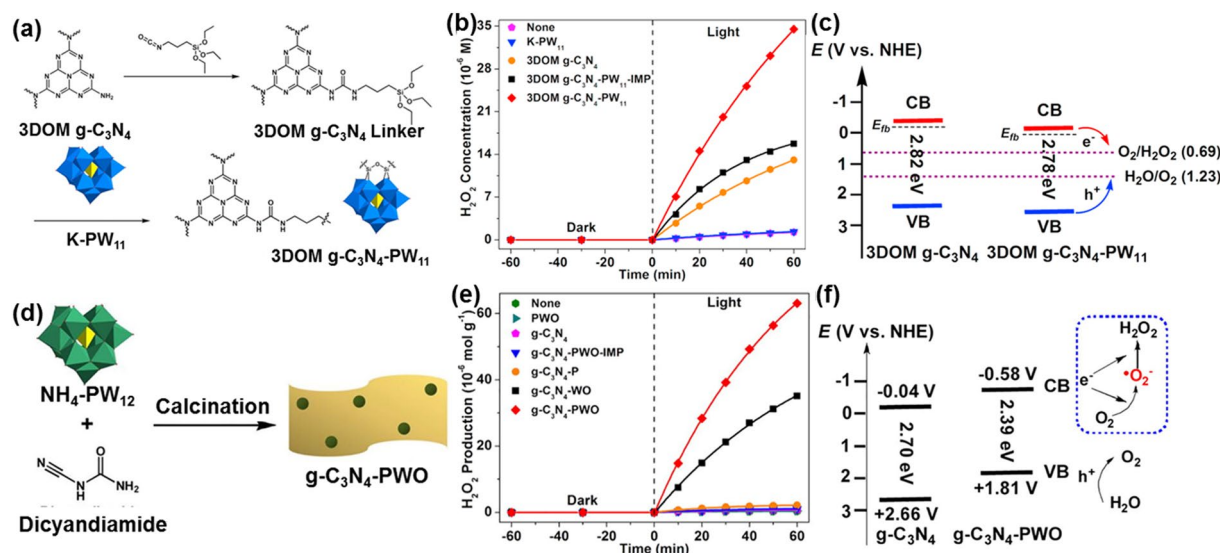 (a)
3DOM g-C3N4
3DOM g-C3N4 Linker
K-PW11
3DOM g-C3N4-PW11
(b)
None
K-PW11
3DOM g-C3N4
3DOM g-C3N4-PW11-IMP
3DOM g-C3N4-PW11
Light
Dark
H2O2 Concentration (10-6 M)
35
28
21
14
7
0
-60 -40 -20 0 20 40 60
Time (min)
(c)
E (V vs. NHE)
-1
0
1
2
3
CB
Efb
2.82 eV
VB
3DOM g-C3N4
CB
Efb
2.78 eV
VB
3DOM g-C3N4-PW11
e-
O2/H2O2 (0.69)
H2O/O2 (1.23)
h+
(d)
NH4-PW12
+
Dicyandiamide
Calcination
g-C3N4-PWO
(e)
None
PWO
g-C3N4
g-C3N4-PWO-IMP
g-C3N4-P
g-C3N4-WO
g-C3N4-PWO
Light
Dark
H2O2 Production (10-6 mol g-1)
60
40
20
0
-60 -40 -20 0 20 40 60
Time (min)
(f)
E (V vs. NHE)
-1
0
1
2
3
-0.04 V
2.70 eV
+2.66 V
g-C3N4
-0.58 V
CB
2.39 eV
VB
+1.81 V
g-C3N4-PWO
H2O2
•O2-
e-
O2
h+
O2
H2O